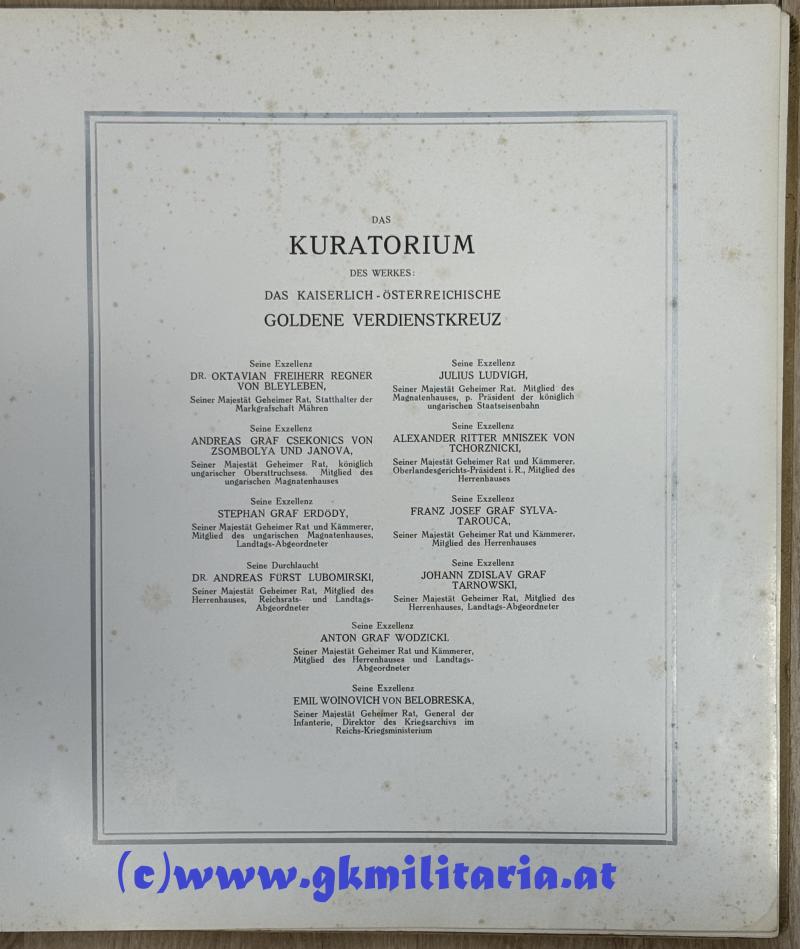 DAS
KURATORIUM
DES WERKES:
DAS KAISERLICH-ÖSTERREICHISCHE
GOLDENE VERDIENSTKREUZ
Seine Exzellenz
DR. OKTAVIAN FREIHERR REGNER
VON BLEYLEBEN,
Seiner Majestät Geheimer Rat, Statthalter der
Markgrafschaft Mähren
Seine Exzellenz
ANDREAS GRAF CSEKONICS VON
ZSOMBOLYA UND JANOVA,
Seiner Majestät Geheimer Rat, königlich
ungarischer Obersttruchsess. Mitglied des
ungarischen Magnatenhauses
Seine Exzellenz
STEPHAN GRAF ERDÖDY,
Seiner Majestät Geheimer Rat und Kämmerer,
Mitglied des ungarischen Magnatenhauses,
Landtags-Abgeordneter
Seine Durchlaucht
DR. ANDREAS FÜRST LUBOMIRSKI,
Seiner Majestät Geheimer Rat, Mitglied des
Herrenhauses, Reichsrats- und Landtags-
Abgeordneter
Seine Exzellenz
JULIUS LUDVIGH,
Seiner Majestät Geheimer Rat. Mitglied des
Magnatenhauses, p. Präsident der königlich
ungarischen Staatseisenbahn
Seine Exzellenz
ALEXANDER RITTER MNISZEK VON
TCHORZNICKI,
Seiner Majestät Geheimer Rat und Kämmerer.
Oberlandesgerichts-Präsident i. R., Mitglied des
Herrenhauses
Seine Exzellenz
FRANZ JOSEF GRAF SYLVA-
TAROUCA,
Seiner Majestät Geheimer Rat und Kämmerer.
Mitglied des Herrenhauses
Seine Exzellenz
JOHANN ZDISLAV GRAF
TARNOWSKI,
Seiner Majestät Geheimer Rat, Mitglied des
Herrenhauses, Landtags-Abgeordneter
Seine Exzellenz
ANTON GRAF WODZICKI.
Seiner Majestät Geheimer Rat und Kämmerer,
Mitglied des Herrenhauses und Landtags-
Abgeordneter
Seine Exzellenz
EMIL WOINOVICH VON BELOBRESKA,
Seiner Majestät Geheimer Rat, General der
Infanterie, Direktor des Kriegsarchivs im
Reichs-Kriegsministerium
(c)www.gkmilitaria.at